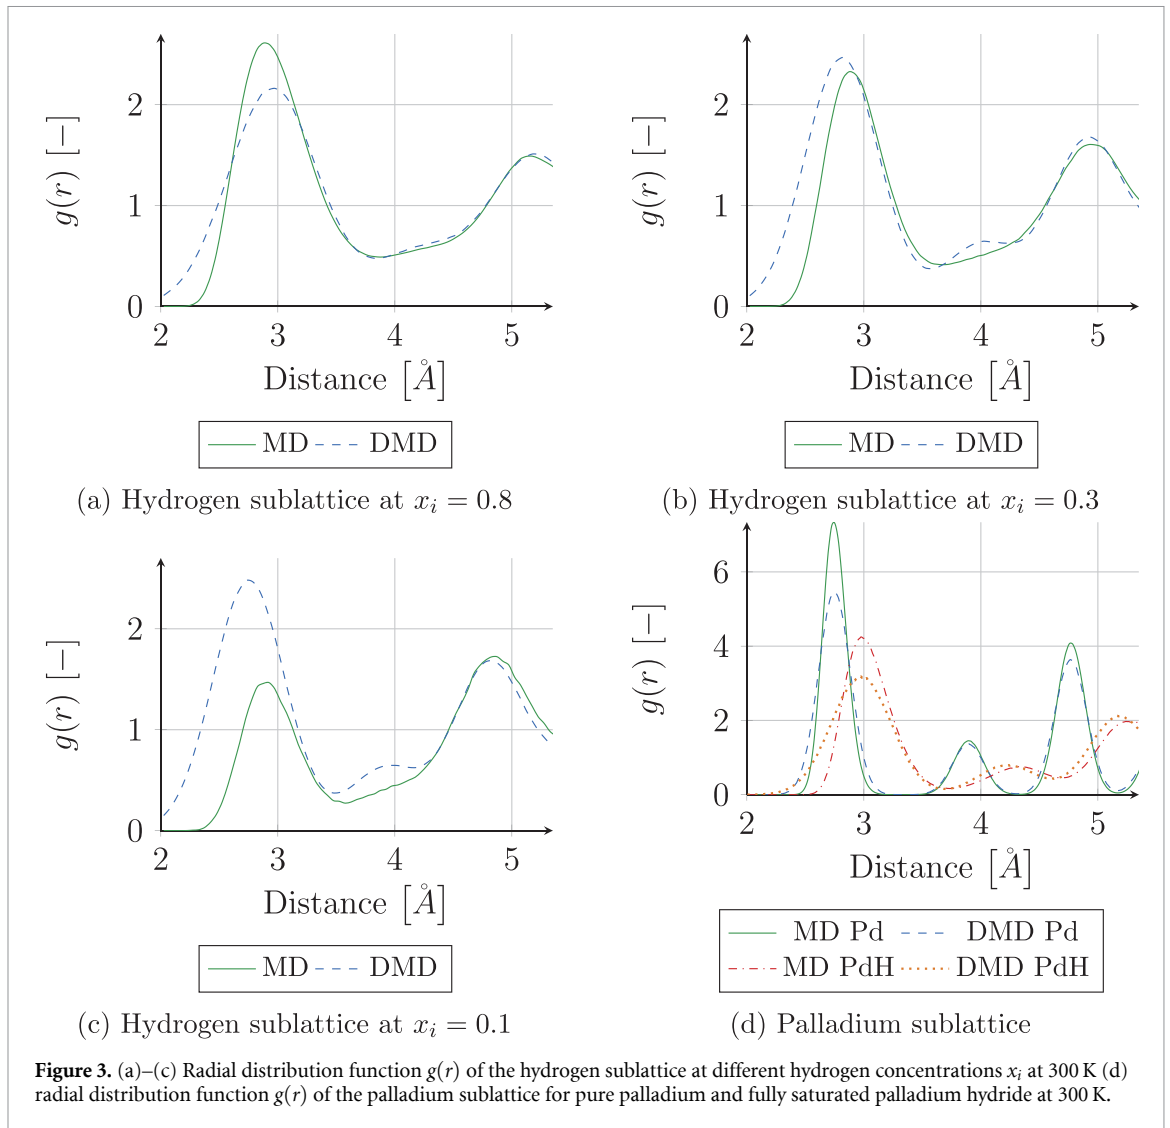 g(r) [−]
2
1
0
2 3 4 5
Distance [Å]
MD DMD
(a) Hydrogen sublattice at xᵢ = 0.8
g(r) [−]
2
1
0
2 3 4 5
Distance [Å]
MD DMD
(b) Hydrogen sublattice at xᵢ = 0.3
g(r) [−]
2
1
0
2 3 4 5
Distance [Å]
MD DMD
(c) Hydrogen sublattice at xᵢ = 0.1
g(r) [−]
6
4
2
0
2 3 4 5
Distance [Å]
MD Pd DMD Pd
MD PdH DMD PdH
(d) Palladium sublattice
Figure 3. (a)–(c) Radial distribution function g(r) of the hydrogen sublattice at different hydrogen concentrations xᵢ at 300 K (d)
radial distribution function g(r) of the palladium sublattice for pure palladium and fully saturated palladium hydride at 300 K.